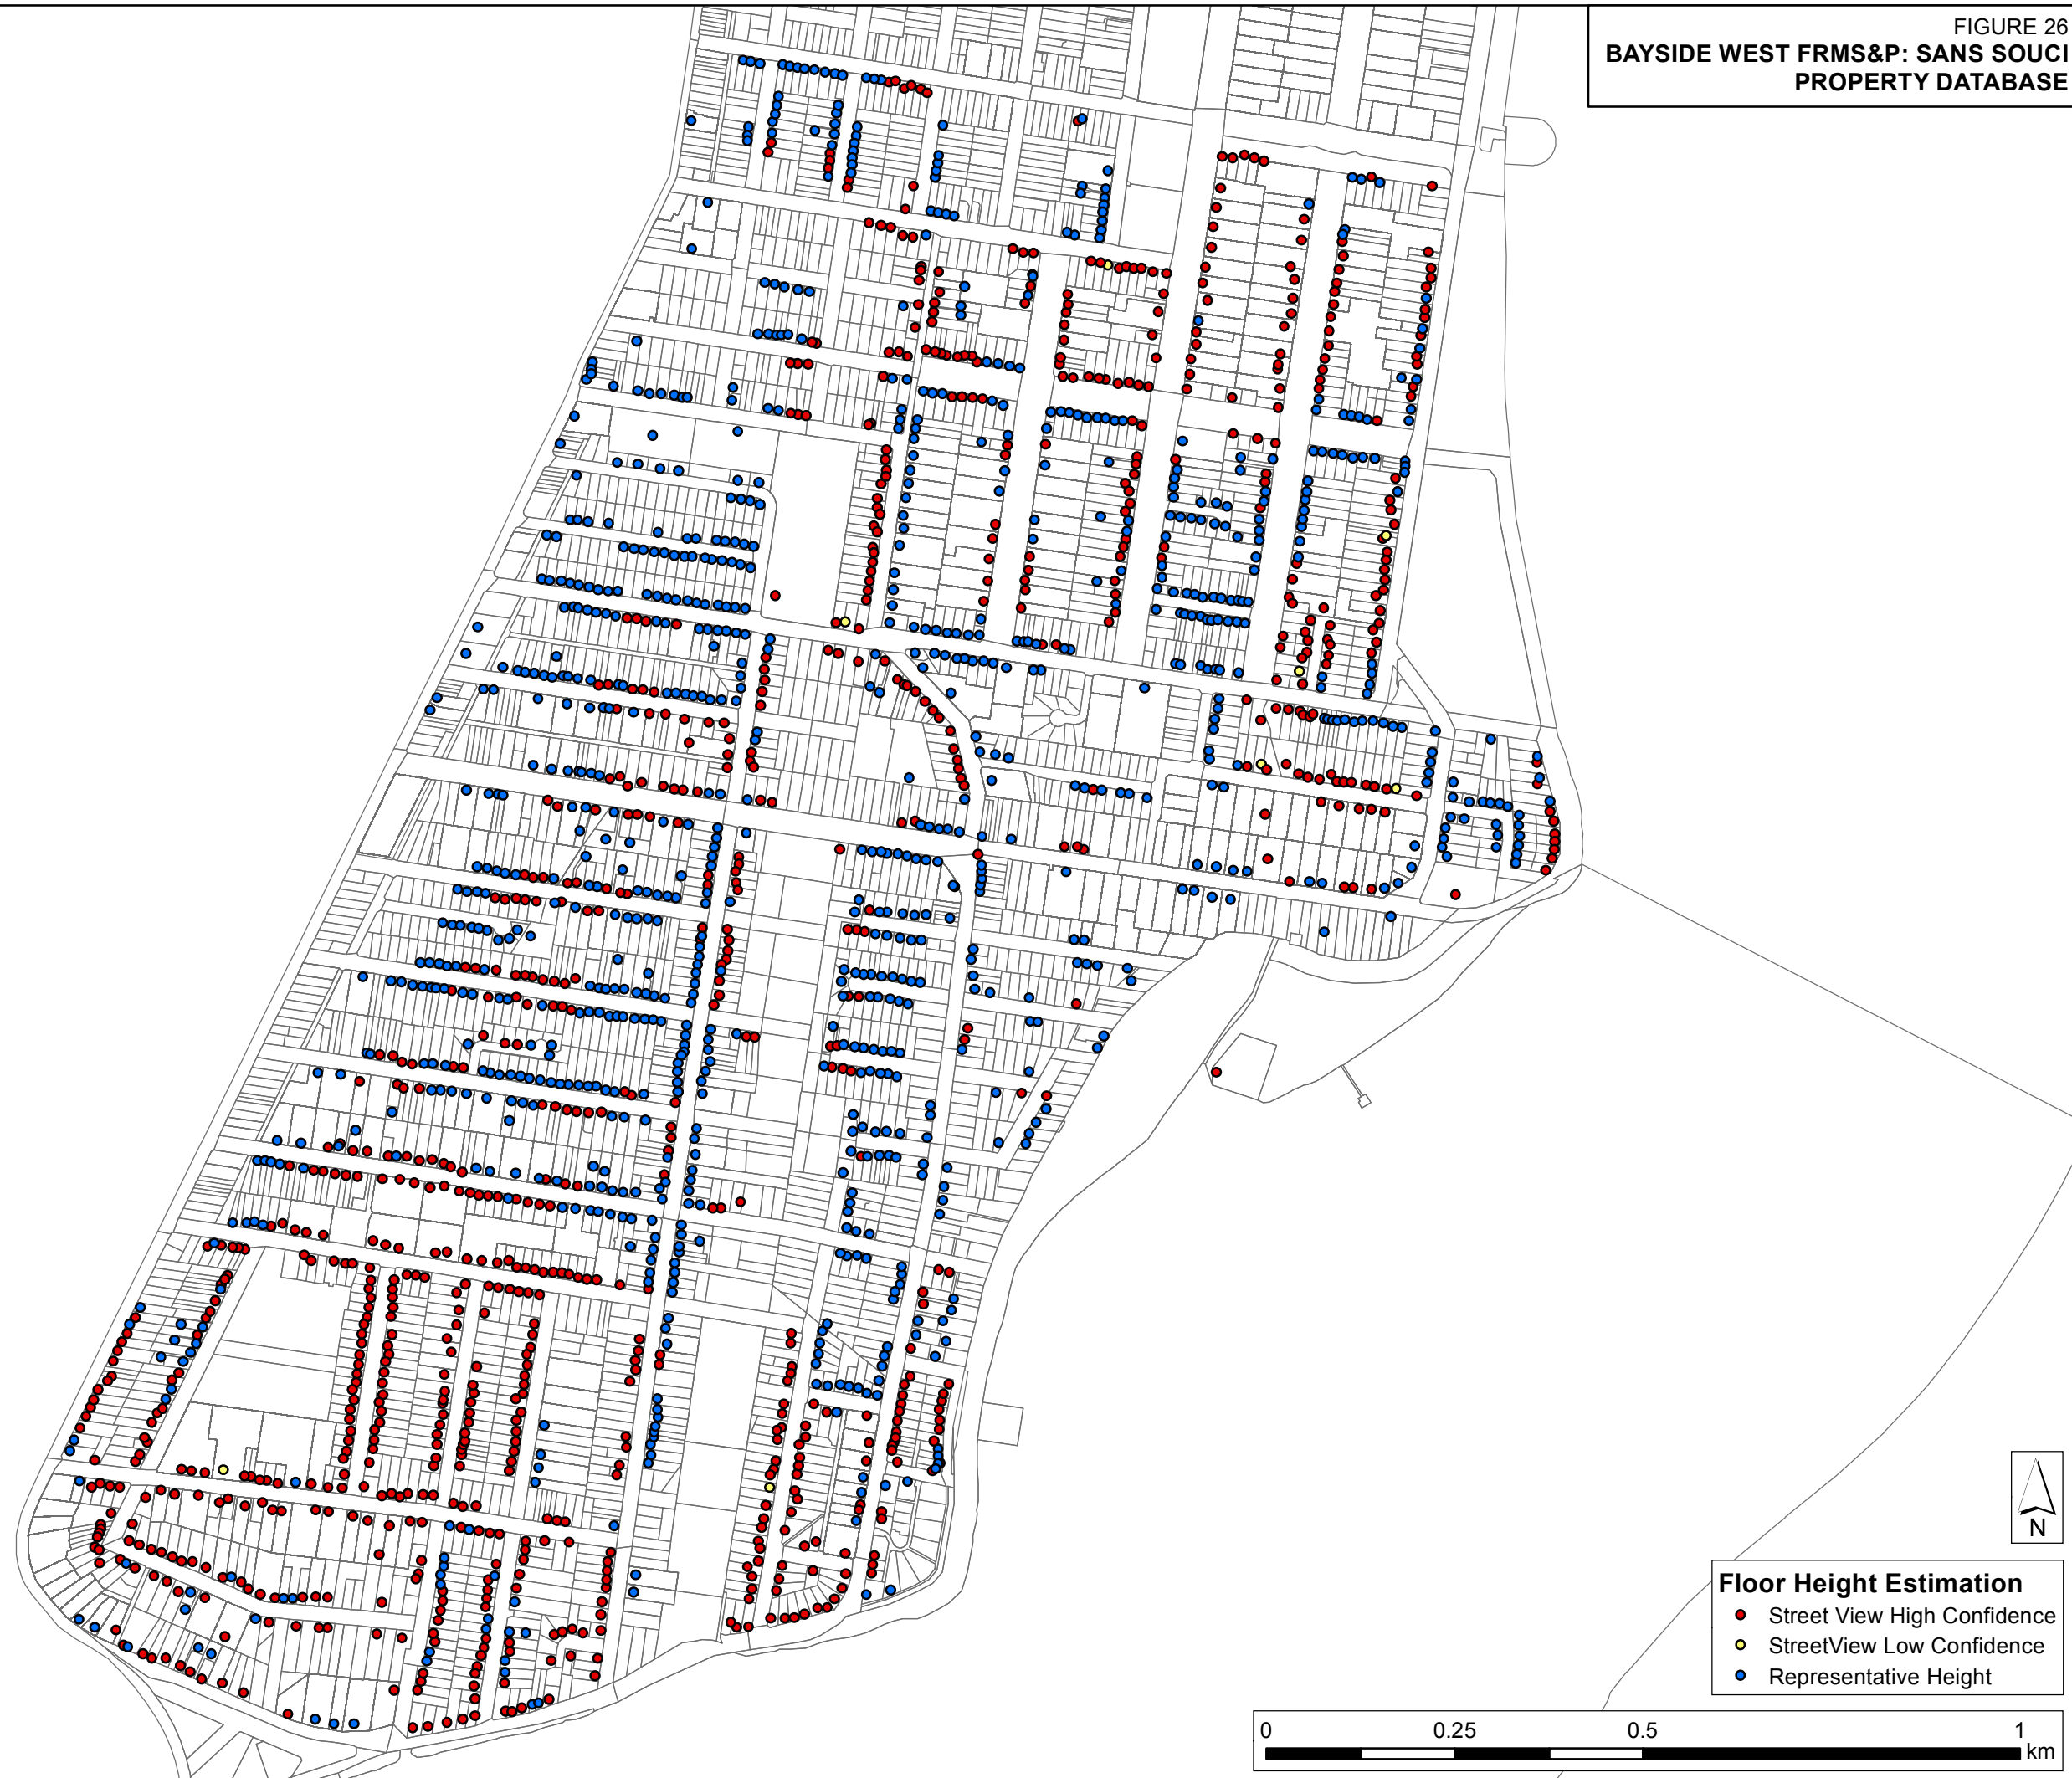 FIGURE 26
BAYSIDE WEST FRMS&P: SANS SOUCI
PROPERTY DATABASE
N
Floor Height Estimation
Street View High Confidence
StreetView Low Confidence
Representative Height
0 0.25 0.5 1
km